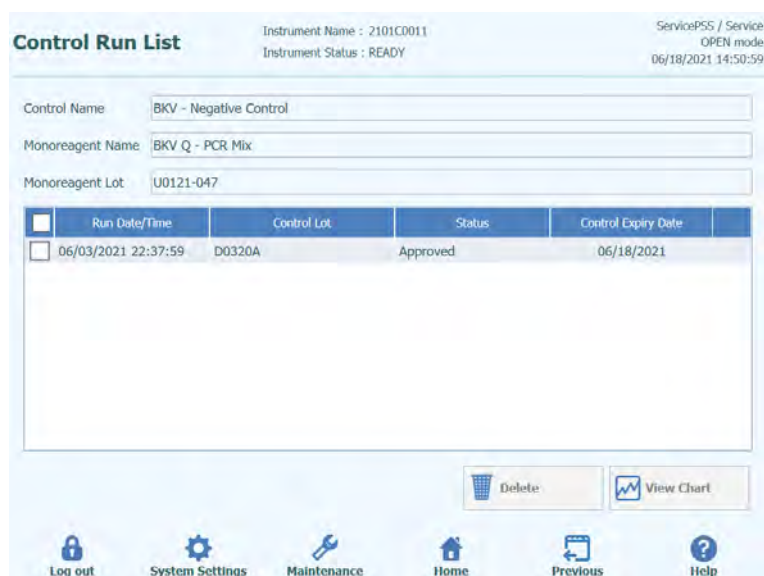 Control Run List
Instrument Name : 2101C0011
Instrument Status : READY
ServicePSS / Service
OPEN mode
06/18/2021 14:50:59
Control Name BKV - Negative Control
Monoreagent Name BKV Q - PCR Mix
Monoreagent Lot U0121-047
Run Date/Time Control Lot Status Control Expiry Date
06/03/2021 22:37:59 D0320A Approved 06/18/2021
Delete View Chart
Log out System Settings Maintenance Home Previous Help